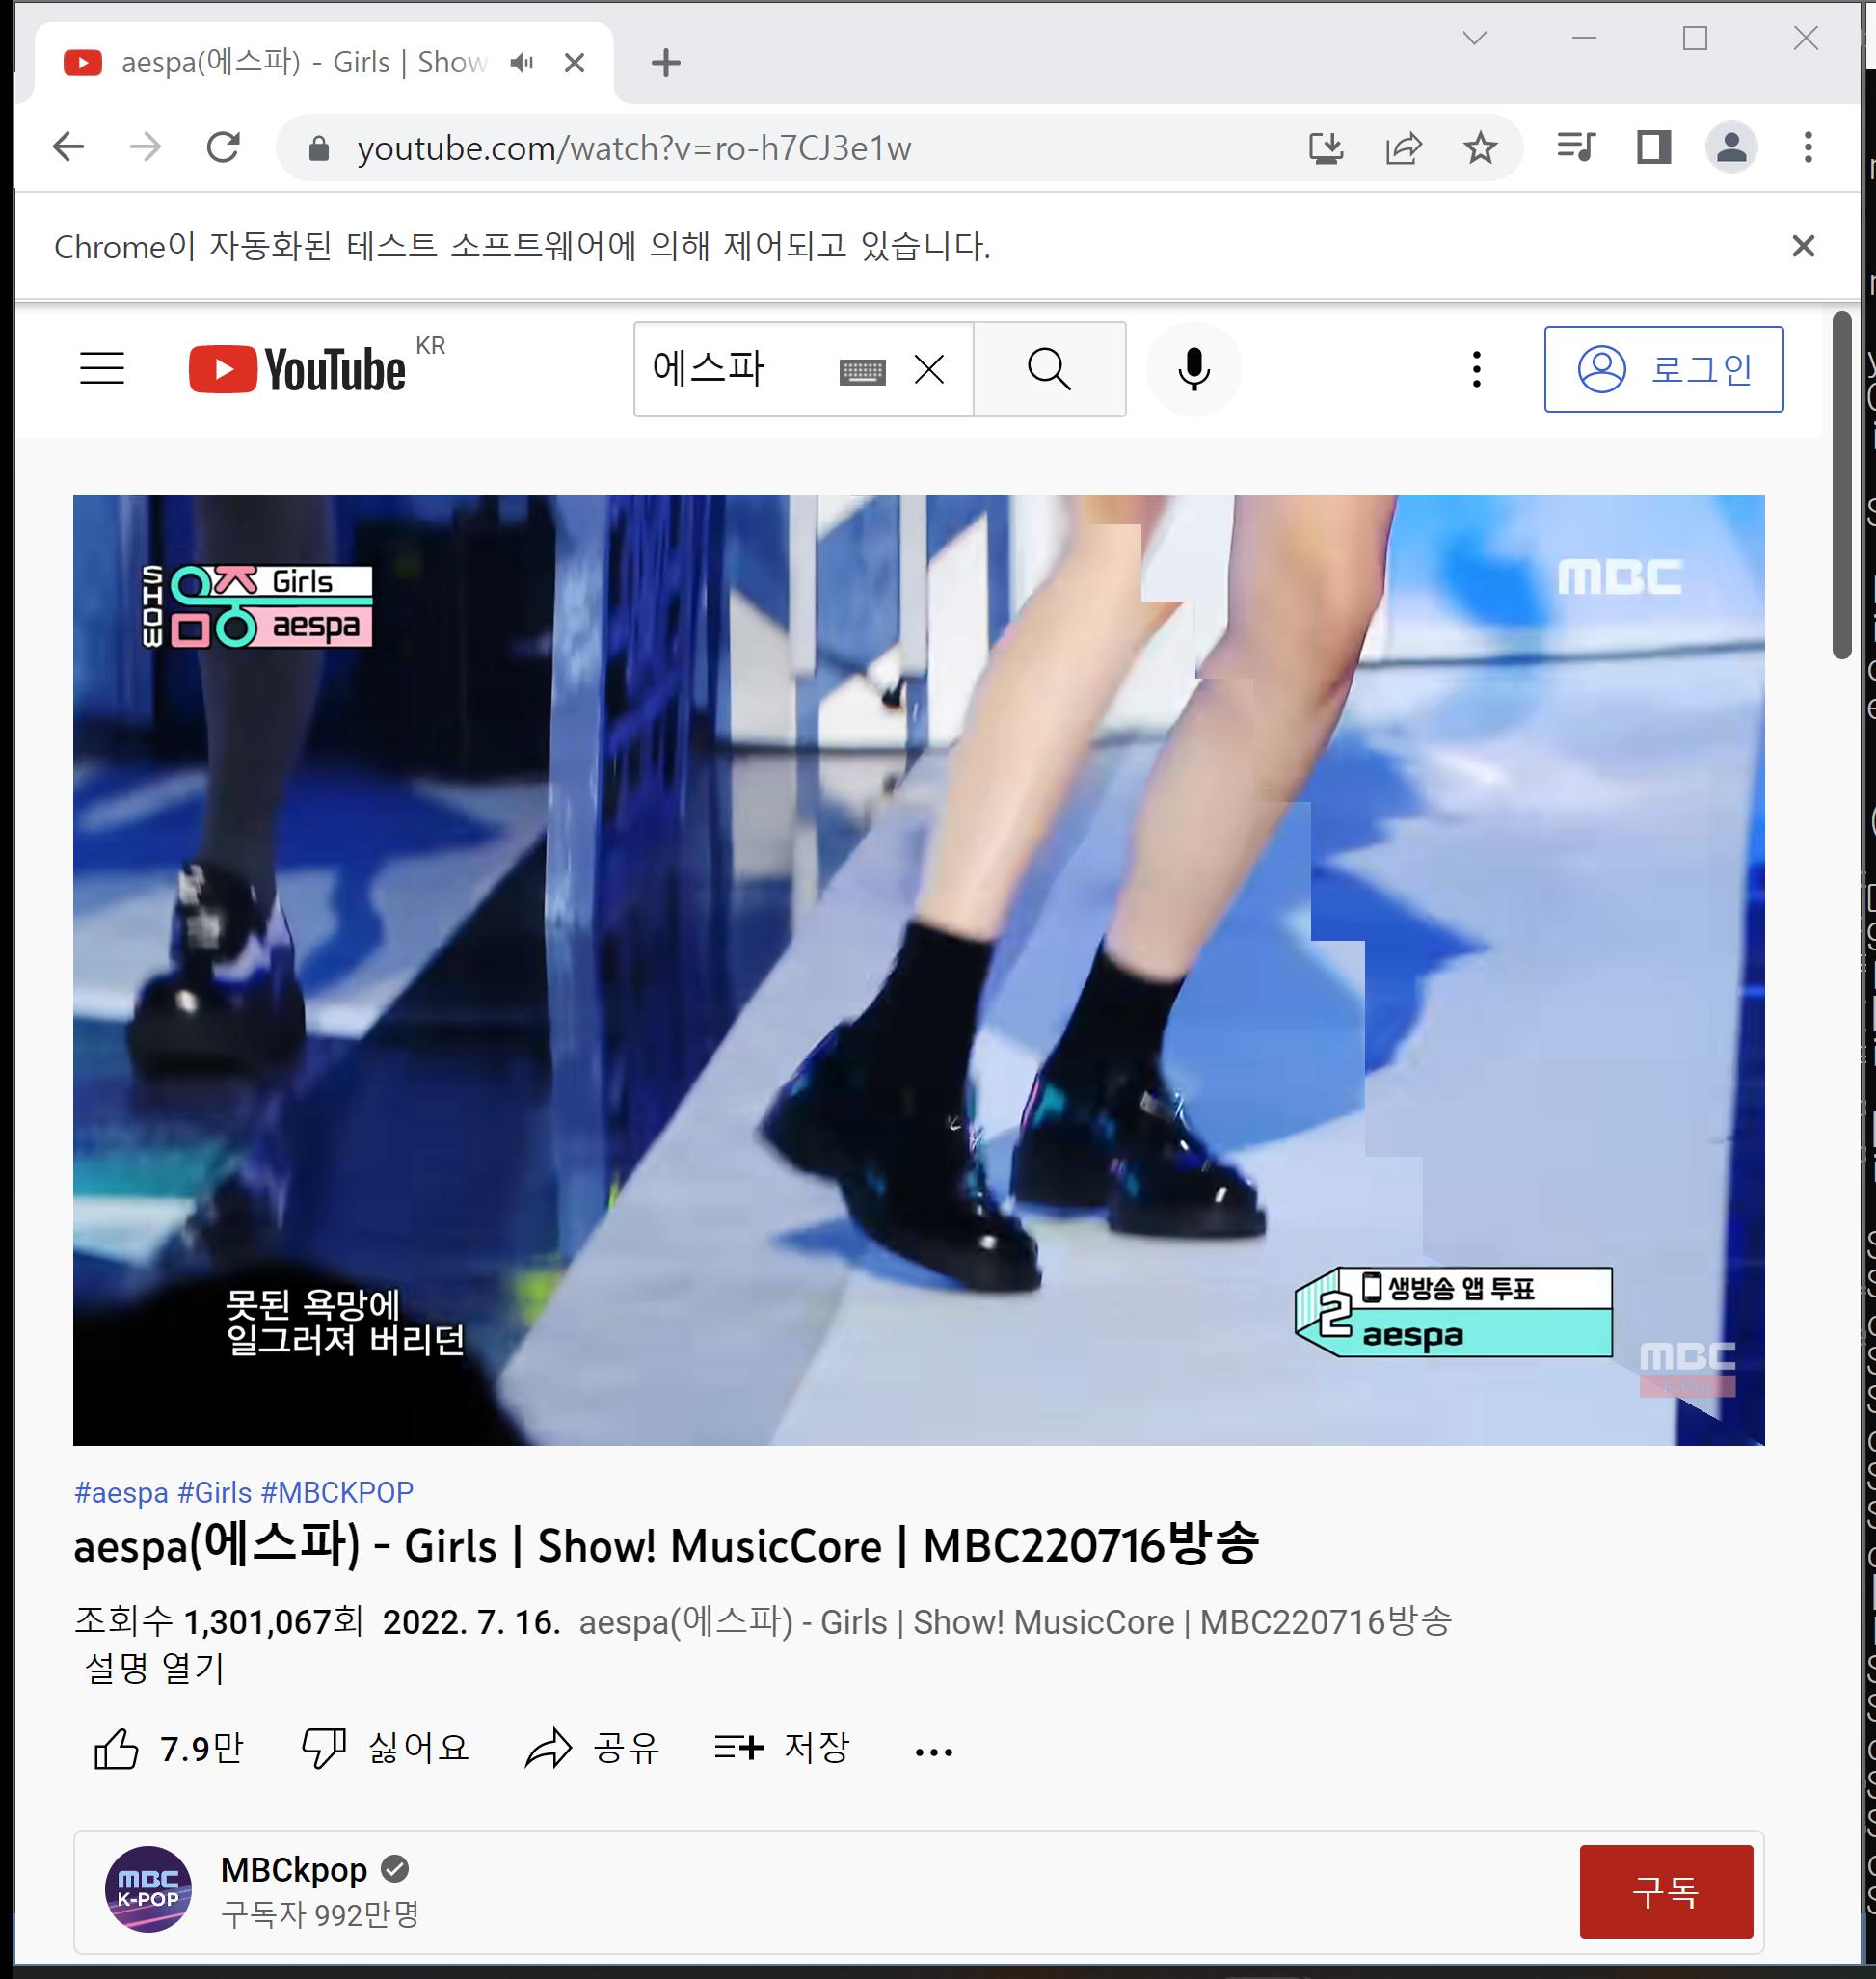 aespa(에스파) - Girls | Show
youtube.com/watch?v=ro-h7CJ3e1w
Chrome이 자동화된 테스트 소프트웨어에 의해 제어되고 있습니다.
YouTube KR
에스파
로그인
SHOW 음중 Girls
aespa
MBC
못된 욕망에
일그러져 버리던
2 생방송 앱 투표
aespa
MBC
#aespa #Girls #MBCKPOP
aespa(에스파) - Girls | Show! MusicCore | MBC220716방송
조회수 1,301,067회 2022. 7. 16. aespa(에스파) - Girls | Show! MusicCore | MBC220716방송
설명 열기
7.9만 싫어요 공유 저장
MBC
K-POP
MBCkpop
구독자 992만명
구독